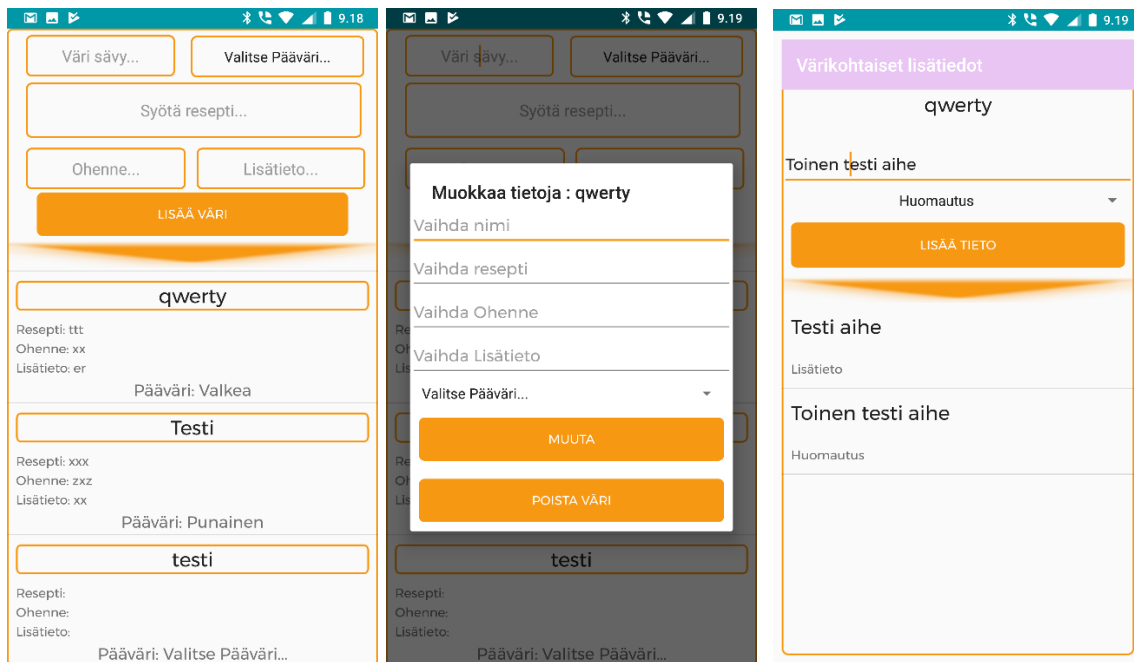 9.18
Väri sävy...
Valitse Pääväri...
Syötä resepti...
Ohenne...
Lisätieto...
LISÄÄ VÄRI
qwerty
Resepti: ttt
Ohenne: xx
Lisätieto: er
Pääväri: Valkea
Testi
Resepti: xxx
Ohenne: zxz
Lisätieto: xx
Pääväri: Punainen
testi
Resepti:
Ohenne:
Lisätieto:
Pääväri: Valitse Pääväri...
9.19
Väri sävy...
Valitse Pääväri...
Syötä resepti...
Muokkaa tietoja : qwerty
Vaihda nimi
Vaihda resepti
Vaihda Ohenne
Vaihda Lisätieto
Valitse Pääväri...
MUUTA
POISTA VÄRI
testi
Resepti:
Ohenne:
Lisätieto:
Pääväri: Valitse Pääväri...
9.19
Värikohtaiset lisätiedot
qwerty
Toinen testi aihe
Huomautus
LISÄÄ TIETO
Testi aihe
Lisätieto
Toinen testi aihe
Huomautus